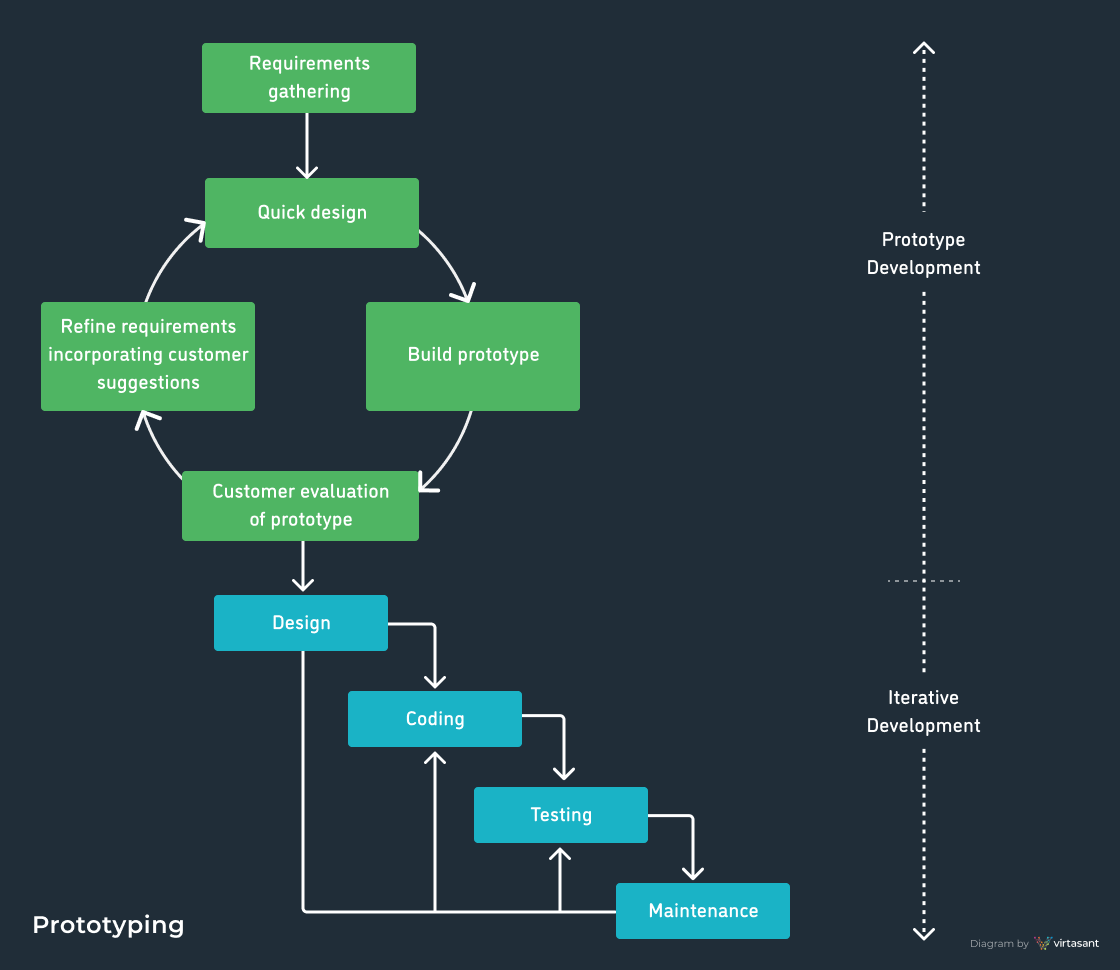 Requirements
gathering
Quick design
Refine requirements
incorporating customer
suggestions
Build prototype
Customer evaluation
of prototype
Design
Coding
Testing
Maintenance
Prototype
Development
Iterative
Development
Prototyping
Diagram by virtasant